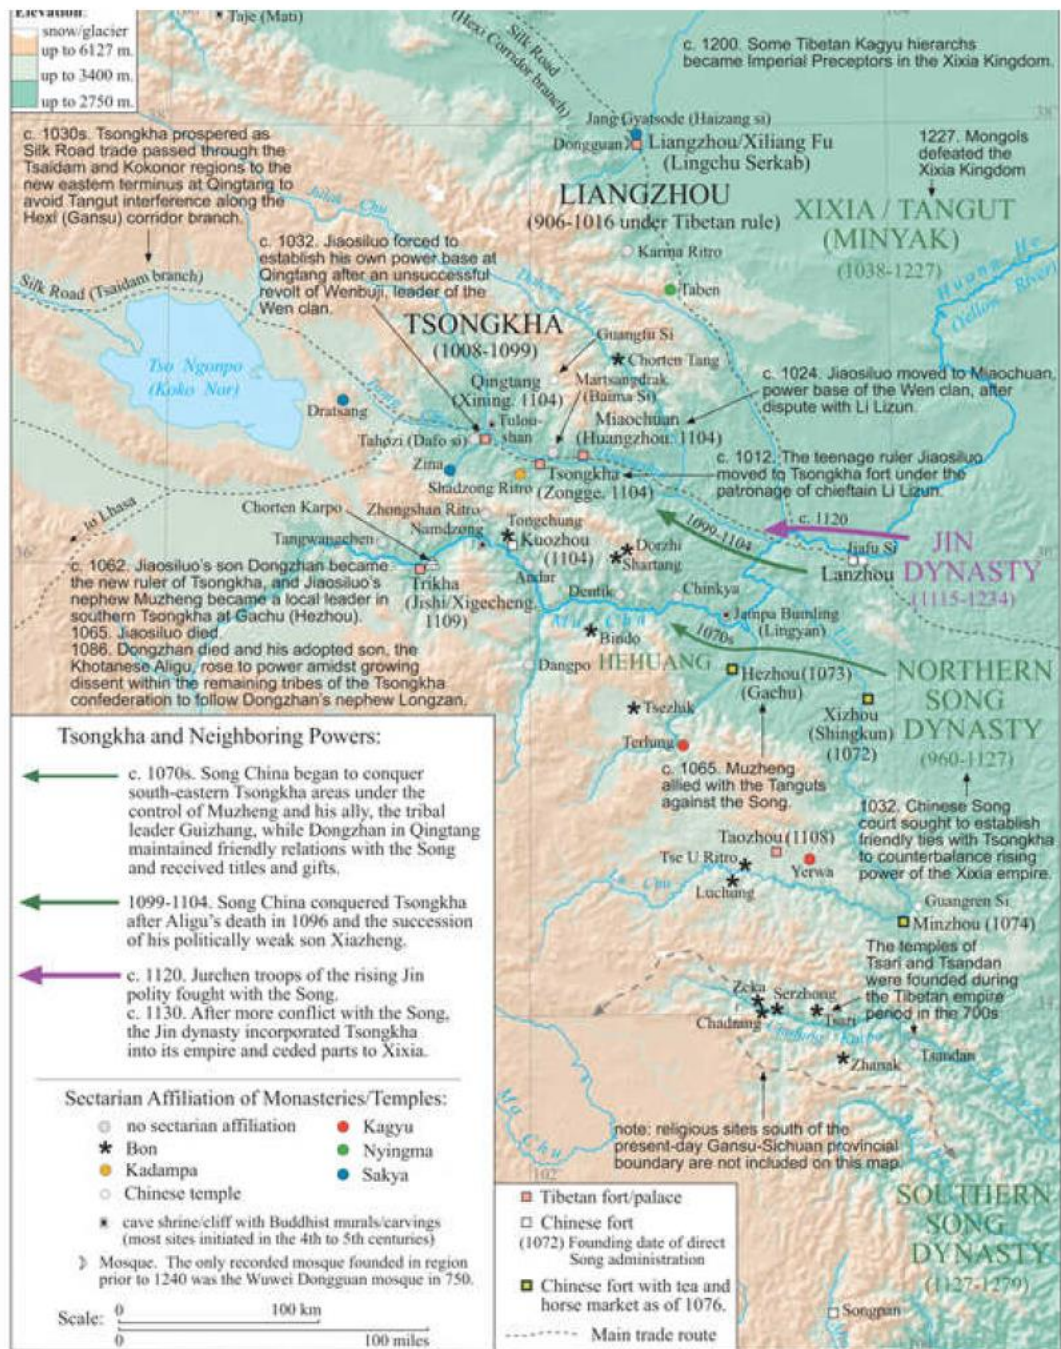 Elevation:
snow/glacier
up to 6127 m.
up to 3400 m.
up to 2750 m.
Taje (Mati)
Silk Road
(Hexi Corridor branch)
104
c. 1200. Some Tibetan Kagyu hierarchs
became Imperial Preceptors in the Xixia Kingdom.
38
38
c. 1030s. Tsongkha prospered as
Silk Road trade passed through the
Tsaidam and Kokonor regions to the
new eastern terminus at Qingtang to
avoid Tangut interference along the
Hexi (Gansu) corridor branch.
Jang Gyatsode (Haizang si)
Dongguan
Liangzhou/Xiliang Fu
(Lingchu Serkab)
1227. Mongols
defeated the
Xixia Kingdom
LIANGZHOU
(906-1016 under Tibetan rule)
XIXIA / TANGUT
(MINYAK)
(1038-1227)
Julak Chu
c. 1032. Jiaosiluo forced to
establish his own power base at
Qingtang after an unsuccessful
revolt of Wenbuji, leader of the
Wen clan.
Karma Ritro
Taben
Huang He
(Yellow River)
Silk Road (Tsaidam branch)
TSONGKHA
(1008-1099)
Guangfu Si
Chorten Tang
Tso Ngonpo
(Koko Nor)
Qingtang
(Xining. 1104)
Martsangdrak
(Baima Si)
c. 1024. Jiaosiluo moved to Miaochuan,
power base of the Wen clan, after
dispute with Li Lizun.
Dratsang
Tulou-
shan
Miaochuan
(Huangzhou. 1104)
Tahozi (Dafo si)
Zina
Shadzong Ritro
Tsongkha
(Zongge. 1104)
c. 1012. The teenage ruler Jiaosiluo
moved to Tsongkha fort under the
patronage of chieftain Li Lizun.
to Lhasa
Chorten Karpo
Zhongshan Ritro
Namdzong
Tongchung
Kuozhou
(1104)
1099-1104
c. 1120
Tangwangchen
36
36
Dorzhi
Shartang
Jiafu Si
Lanzhou
JIN
DYNASTY
(1115-1234)
c. 1062. Jiaosiluo's son Dongzhan became
the new ruler of Tsongkha, and Jiaosiluo's
nephew Muzheng became a local leader in
southern Tsongkha at Gachu (Hezhou).
1065. Jiaosiluo died.
1086. Dongzhan died and his adopted son, the
Khotanese Aligu, rose to power amidst growing
dissent within the remaining tribes of the Tsongkha
confederation to follow Dongzhan's nephew Longzan.
Trikha
(Jishi/Xigecheng.
1109)
Andar
Dentik
Chinkya
Ma Chu
Jampa Bumling
(Lingyan)
Bindo
1070s
Dangpo
HEHUANG
Hezhou (1073)
(Gachu)
NORTHERN
SONG
DYNASTY
(960-1127)
Tsezhik
Xizhou
(Shingkun)
(1072)
Terlung
c. 1065. Muzheng
allied with the Tanguts
against the Song.
1032. Chinese Song
court sought to establish
friendly ties with Tsongkha
to counterbalance rising
power of the Xixia empire.
Tsongkha and Neighboring Powers:
c. 1070s. Song China began to conquer
south-eastern Tsongkha areas under the
control of Muzheng and his ally, the tribal
leader Guizhang, while Dongzhan in Qingtang
maintained friendly relations with the Song
and received titles and gifts.
1099-1104. Song China conquered Tsongkha
after Aligu's death in 1096 and the succession
of his politically weak son Xiazheng.
c. 1120. Jurchen troops of the rising Jin
polity fought with the Song.
c. 1130. After more conflict with the Song,
the Jin dynasty incorporated Tsongkha
into its empire and ceded parts to Xixia.
Taozhou (1108)
Tse U Ritro
Yerwa
Luchung
Guangren Si
Minzhou (1074)
The temples of
Tsari and Tsandan
were founded during
the Tibetan empire
period in the 700s
Zeka
Serzhong
Chadrang
Tsari
34
Tsandan
Zhanak
Ma Chu
note: religious sites south of the
present-day Gansu-Sichuan provincial
boundary are not included on this map.
102
Sectarian Affiliation of Monasteries/Temples:
no sectarian affiliation
Bon
Kadampa
Chinese temple
Kagyu
Nyingma
Sakya
cave shrine/cliff with Buddhist murals/carvings
(most sites initiated in the 4th to 5th centuries)
Mosque. The only recorded mosque founded in region
prior to 1240 was the Wuwei Dongguan mosque in 750.
Scale:
0 100 km
0 100 miles
Tibetan fort/palace
Chinese fort
(1072) Founding date of direct
Song administration
Chinese fort with tea and
horse market as of 1076.
Main trade route
SOUTHERN
SONG
DYNASTY
(1127-1279)
Songpan